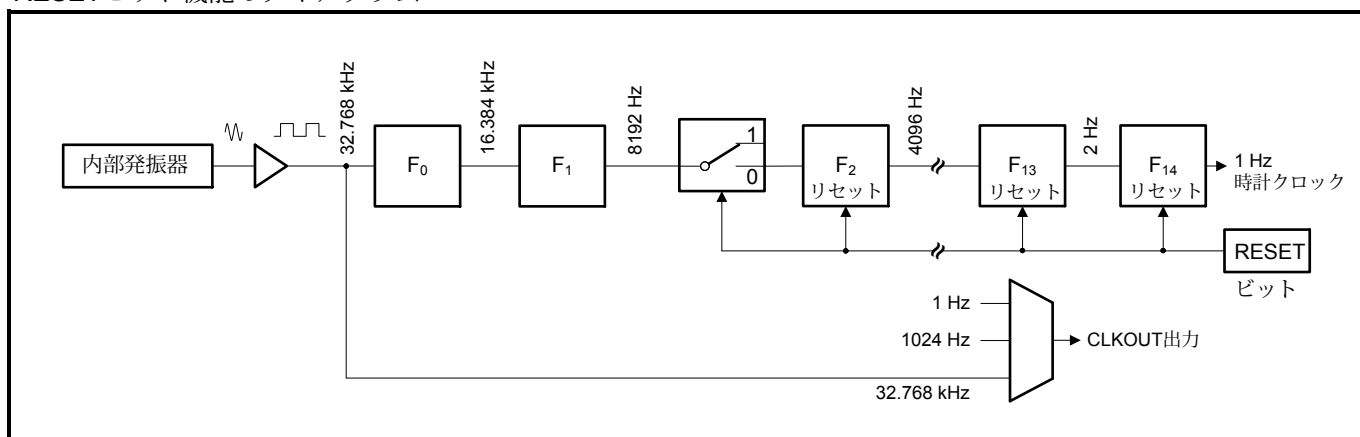 32.768 kHz
16.384 kHz
8192 Hz
4096 Hz
2 Hz
内部発振器
F0
F1
1
0
F2
リセット
F13
リセット
F14
リセット
1 Hz
時計クロック
RESET
ビット
1 Hz
1024 Hz
32.768 kHz
CLKOUT出力